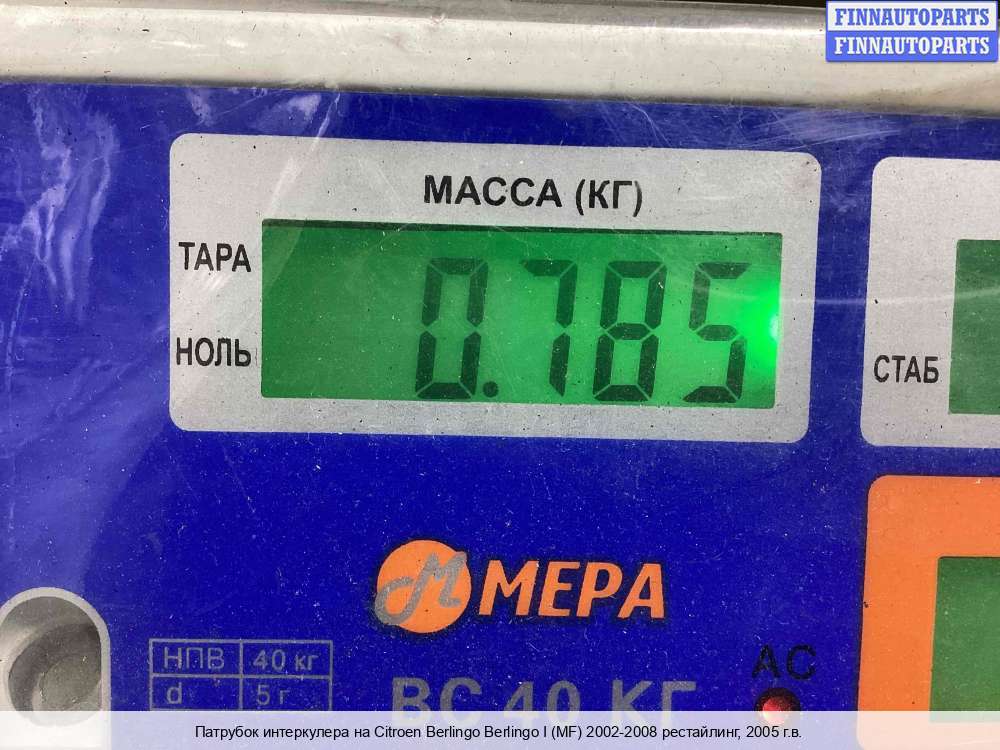 FINNAUTOPARTS
FINNAUTOPARTS
МАССА (КГ)
ТАРА
0.785
НОЛЬ
СТАБ
М МЕРА
НПВ 40 кг
d 5 г
ВС 40 КГ
AC
Патрубок интеркулера на Citroen Berlingo Berlingo I (MF) 2002-2008 рестайлинг, 2005 г.в.